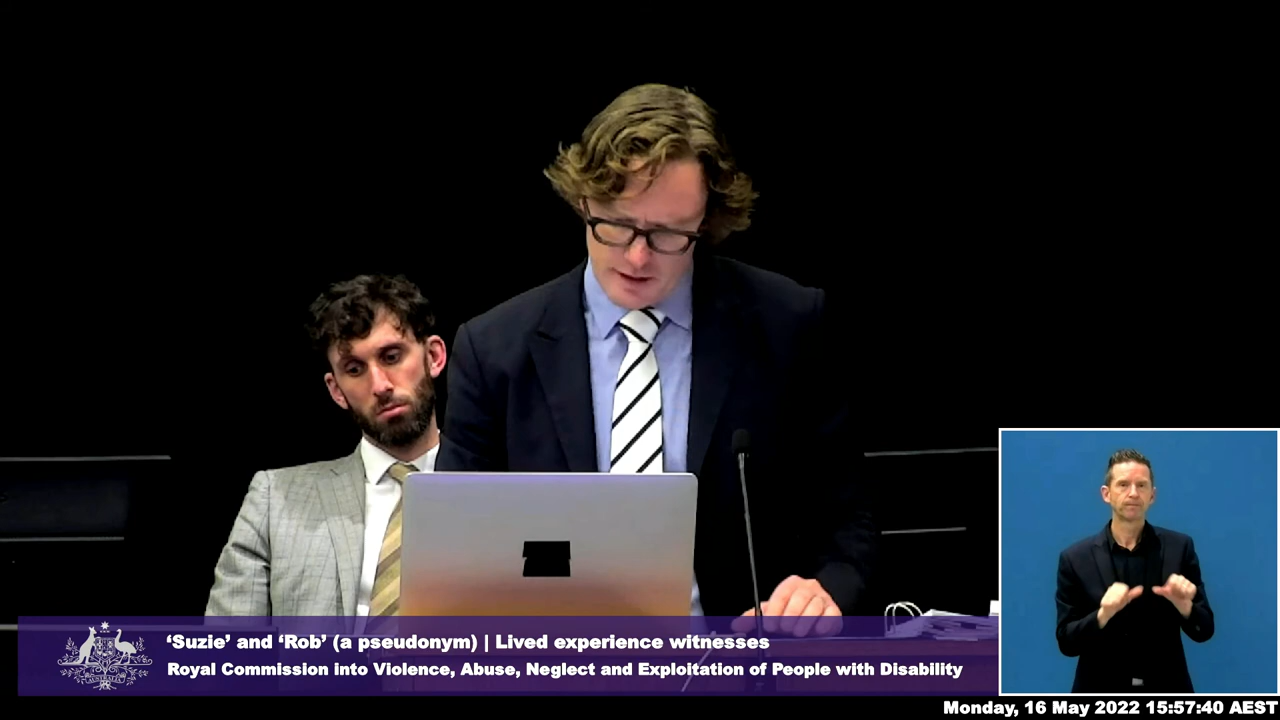 ‘Suzie’ and ‘Rob’ (a pseudonym) | Lived experience witnesses
Royal Commission into Violence, Abuse, Neglect and Exploitation of People with Disability
Monday, 16 May 2022 15:57:40 AEST